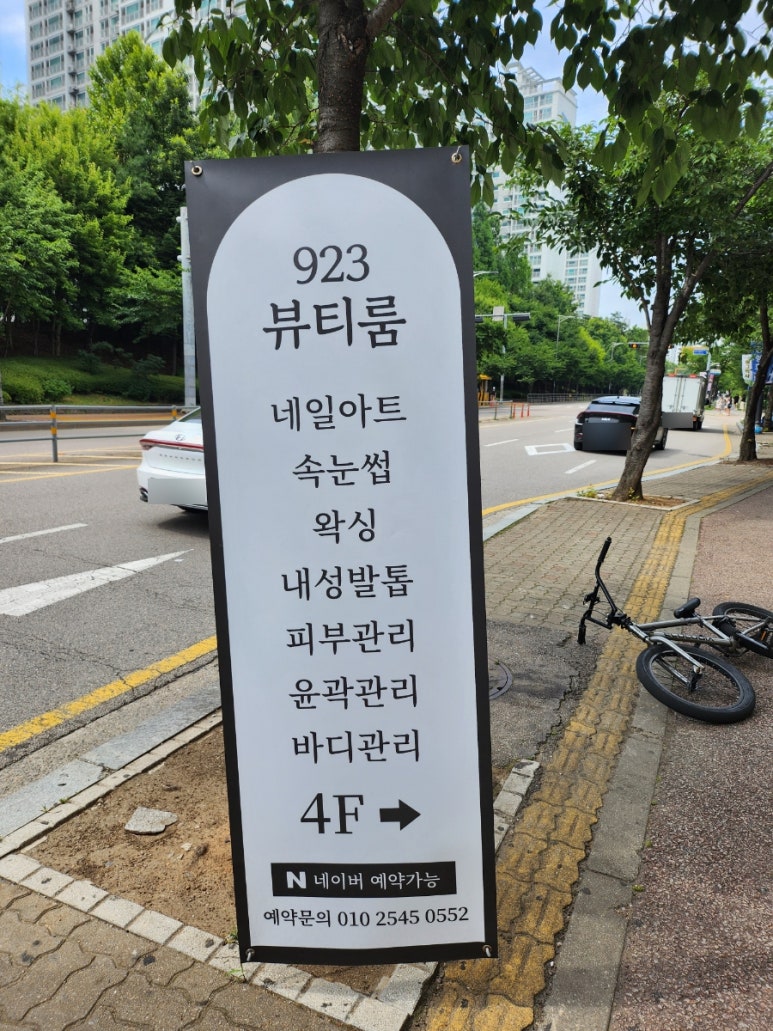 923
뷰티룸
네일아트
속눈썹
왁싱
내성발톱
피부관리
윤곽관리
바디관리
4F →
N 네이버 예약가능
예약문의 010 2545 0552